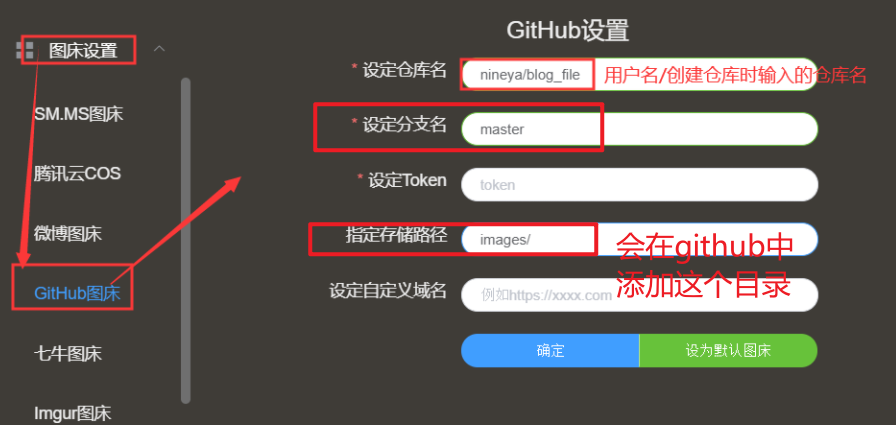 图床设置
SM.MS图床
腾讯云COS
微博图床
GitHub图床
七牛图床
Imgur图床
GitHub设置
* 设定仓库名 nineya/blog_file 用户名/创建仓库时输入的仓库名
* 设定分支名 master
* 设定Token token
指定存储路径 images/
会在github中
添加这个目录
设定自定义域名 例如https://xxxx.com
确定 设为默认图床